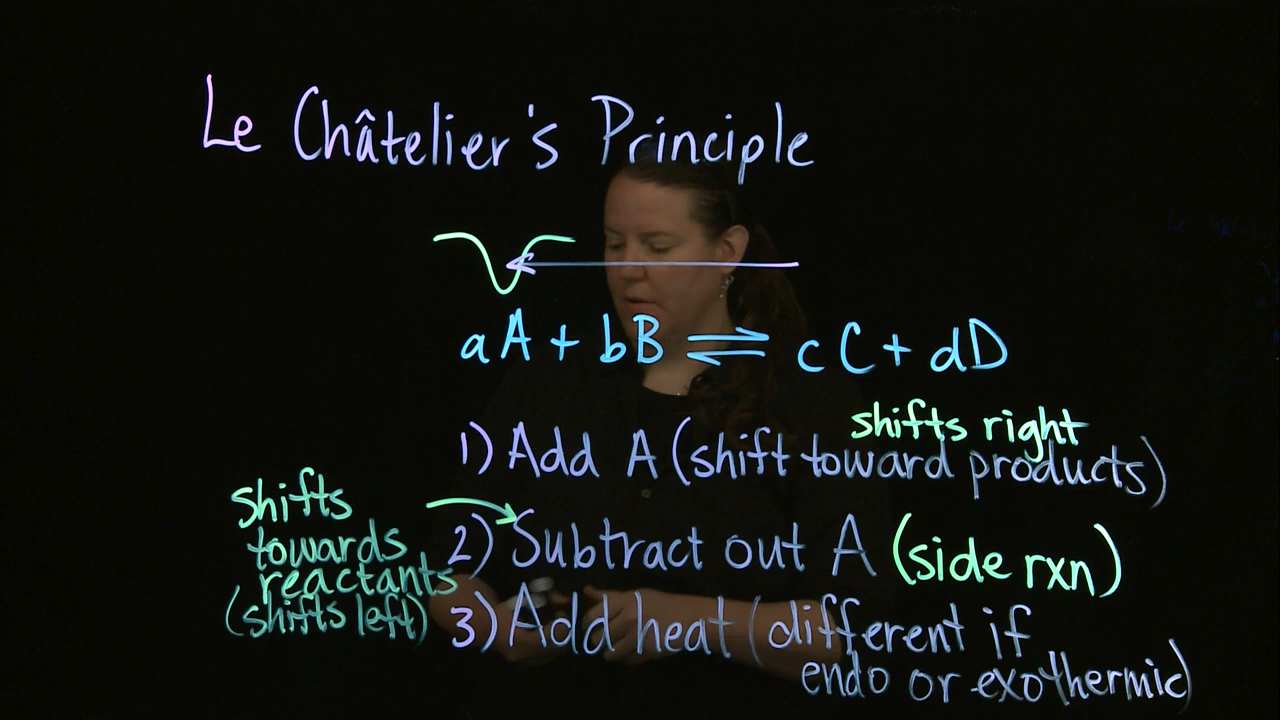 Le Châtelier's Principle
aA + bB ⇌ cC + dD
shifts right
1) Add A (shift toward products)
2) Subtract out A (side rxn)
shifts
towards
reactants
(shifts left)
3) Add heat (different if
endo or exothermic)